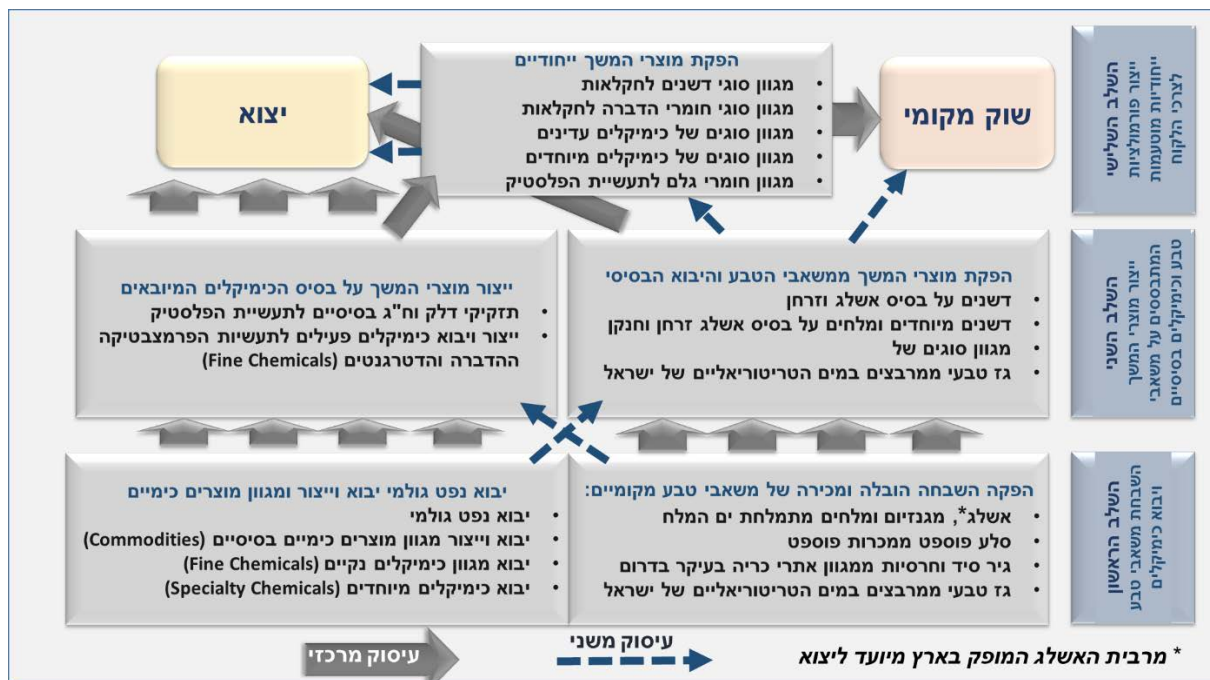 הפקת מוצרי המשך ייחודיים
• מגוון סוגי דשנים לחקלאות
• מגוון סוגי חומרי הדברה לחקלאות
• מגוון סוגים של כימיקלים עדינים
• מגוון סוגים של כימיקלים מיוחדים
• מגוון חומרי גלם לתעשיית הפלסטיק
שוק מקומי
יצוא
השלב השלישי
ייצור פורמולציות
ייחודיות מוטעמות
לצרכי הלקוח
הפקת מוצרי המשך ממשאבי הטבע והיבוא הבסיסי
• דשנים על בסיס אשלג וזרחן
• דשנים מיוחדים ומלחים על בסיס אשלג זרחן וחנקן
• מגוון סוגים של
• גז טבעי ממרבצים במים הטריטוריאליים של ישראל
ייצור מוצרי המשך על בסיס הכימיקלים המיובאים
• תזקיקי דלק וח"ג בסיסיים לתעשיית הפלסטיק
• ייצור ויבוא כימיקלים פעילים לתעשיות הפרמצבטיקה
ההדברה והדטרגנטים (Fine Chemicals)
השלב השני
ייצור מוצרי המשך
המתבססים על משאבי
טבע וכימיקלים בסיסיים
הפקה השבחה הובלה ומכירה של משאבי טבע מקומיים:
• אשלג*, מגנזיום ומלחים מתמלחת ים המלח
• סלע פוספט ממכרות פוספט
• גיר סיד וחרסיות ממגוון אתרי כריה בעיקר בדרום
• גז טבעי ממרבצים במים הטריטוריאליים של ישראל
יבוא נפט גולמי יבוא וייצור ומגוון מוצרים כימיים
• יבוא נפט גולמי
• יבוא וייצור מגוון מוצרים כימיים בסיסיים (Commodities)
• יבוא מגוון כימיקלים נקיים (Fine Chemicals)
• יבוא כימיקלים מיוחדים (Specialty Chemicals)
השלב הראשון
השבחות משאבי טבע
ויבוא כימיקלים
עיסוק מרכזי
עיסוק משני
* מרבית האשלג המופק בארץ מיועד ליצוא